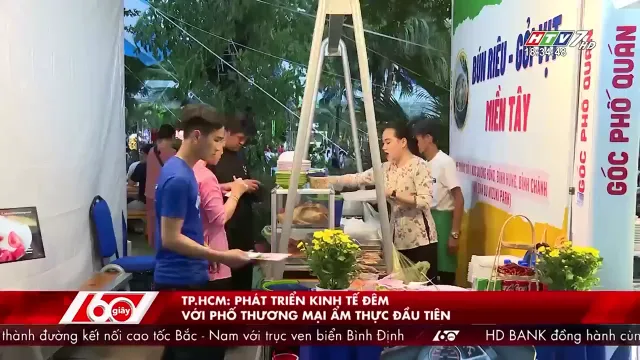 HTV7 HD
18:34:48
BÚN RIÊU - GỎI VỊT
MIỀN TÂY
GÓC PHỐ QUÁN
GÓC PHỐ QUÁN
TP.HCM: PHÁT TRIỂN KINH TẾ ĐÊM
VỚI PHỐ THƯƠNG MẠI ẨM THỰC ĐẦU TIÊN
60 giây
thành đường kết nối cao tốc Bắc - Nam với trục ven biển Bình Định
60
HD BANK đồng hành cùng